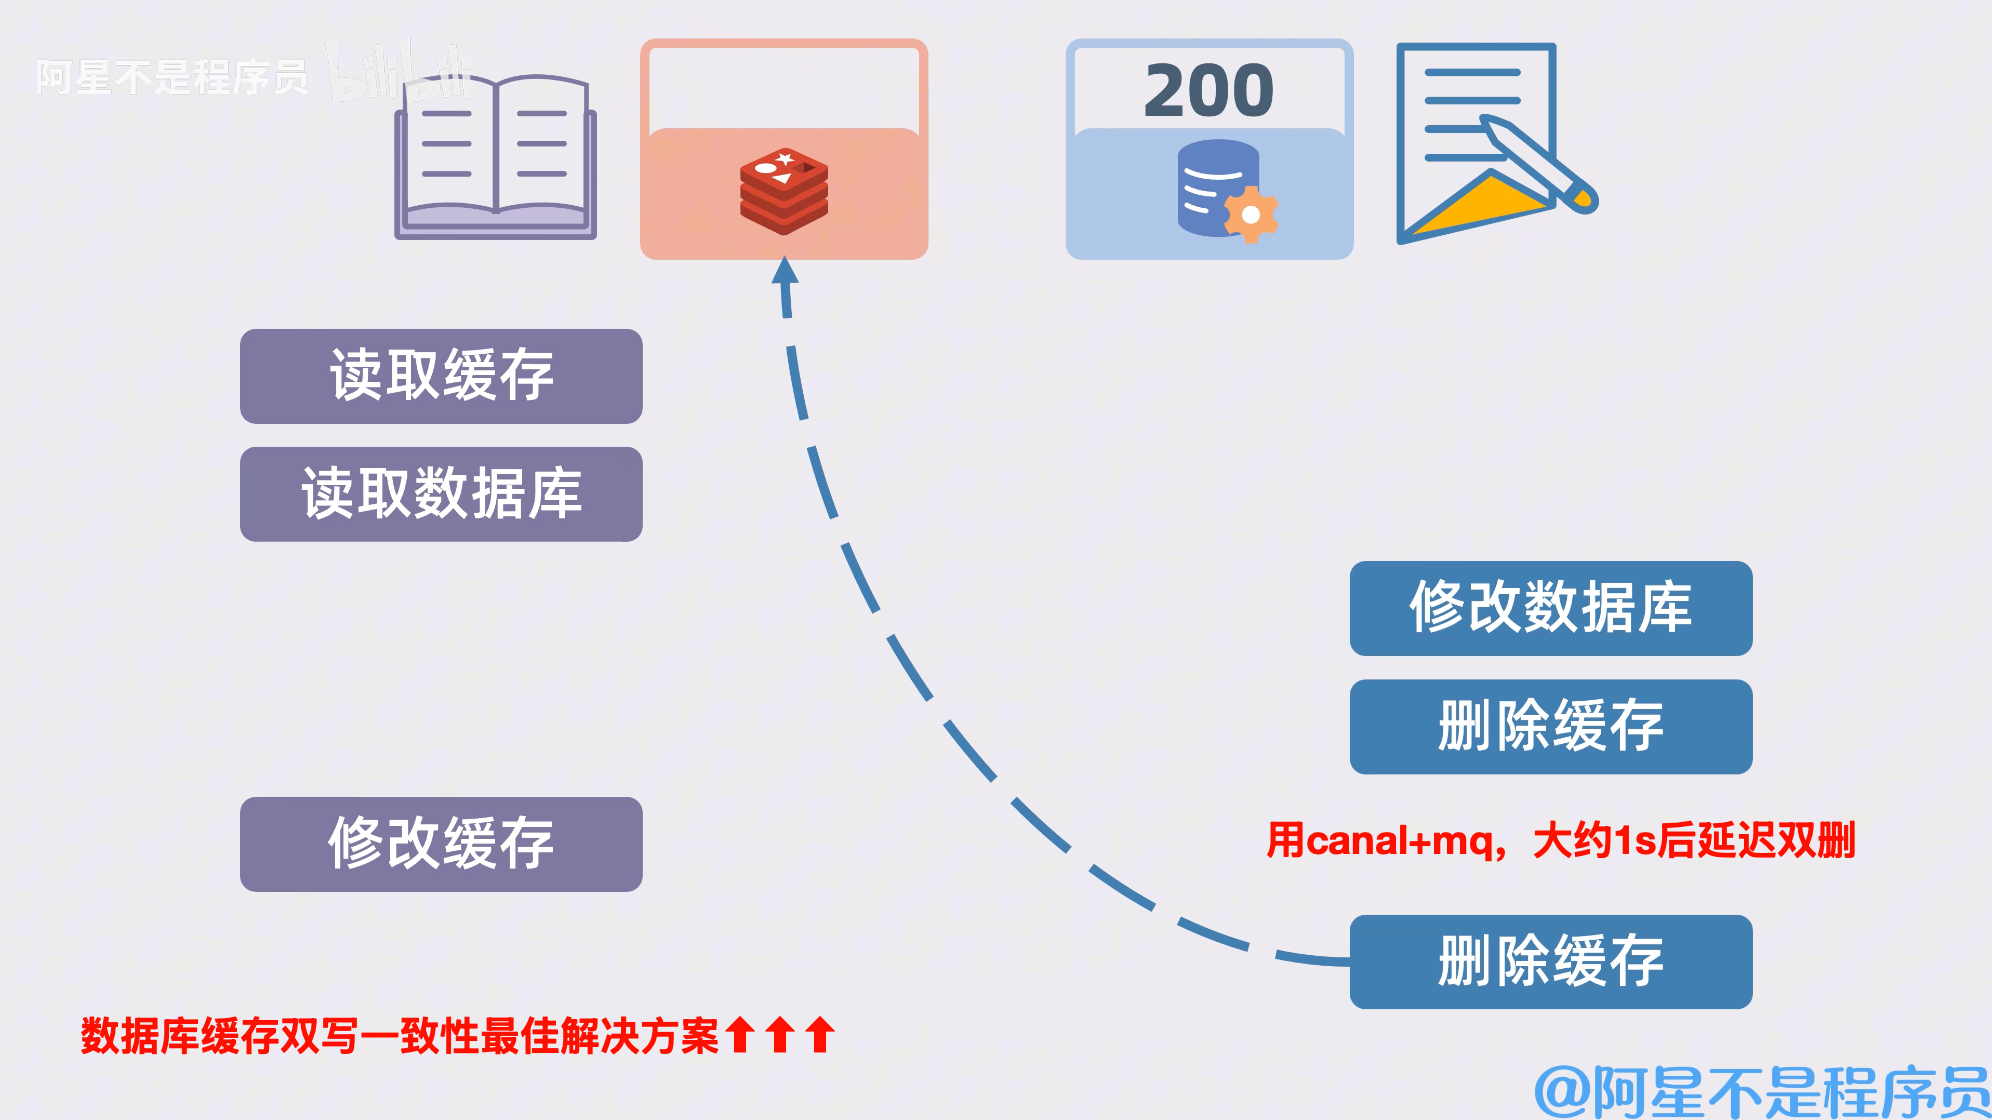 阿星不是程序员 bilibili
200
读取缓存
读取数据库
修改数据库
删除缓存
用canal+mq，大约1s后延迟双删
修改缓存
删除缓存
数据库缓存双写一致性最佳解决方案⬆⬆⬆
@阿星不是程序员